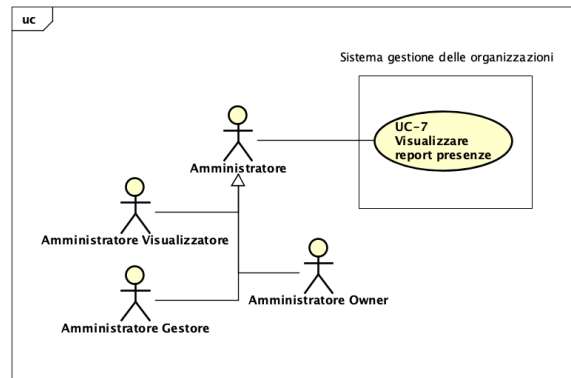 uc
Sistema gestione delle organizzazioni
UC-7
Visualizzare
report presenze
Amministratore
Amministratore Visualizzatore
Amministratore Owner
Amministratore Gestore